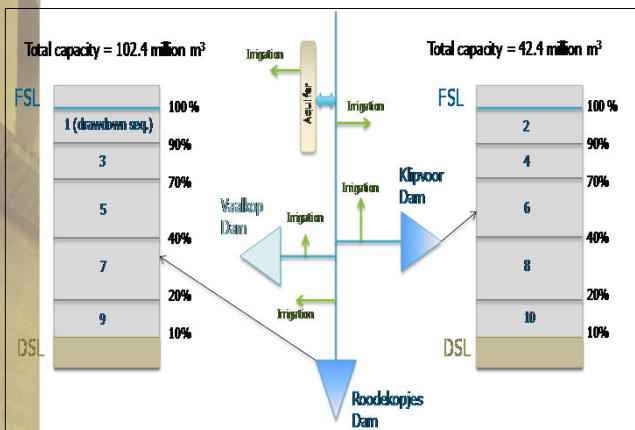 Total capacity = 102.4 million m³
FSL
100 %
1 (drawdown seq.)
90%
3
70%
5
40%
7
20%
9
10%
DSL
Irrigation
Aquifer
Irrigation
Vaalkop
Dam
Irrigation
Irrigation
Klipvoor
Dam
Irrigation
Roodekopjes
Dam
Total capacity = 42.4 million m³
FSL
100 %
2
90%
4
70%
6
40%
8
20%
10
10%
DSL